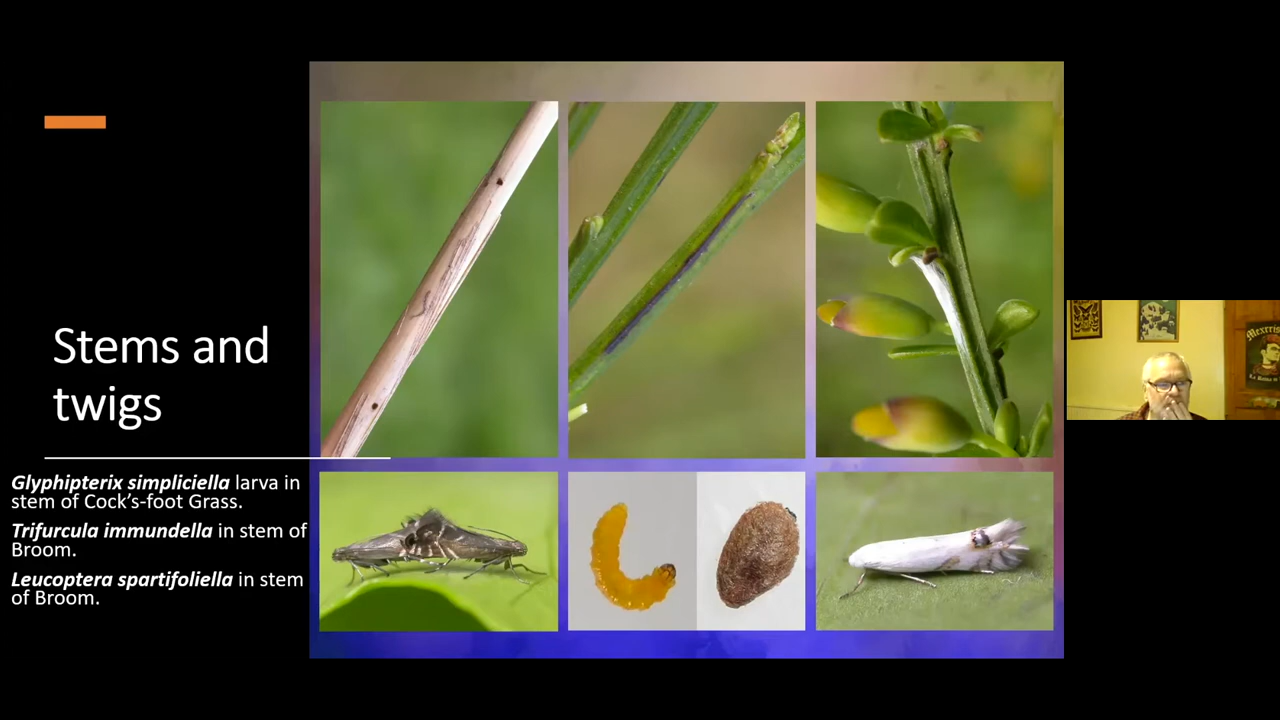 Stems and
twigs
Glyphipterix simpliciella larva in
stem of Cock's-foot Grass.
Trifurcula immundella in stem of
Broom.
Leucoptera spartifoliella in stem
of Broom.